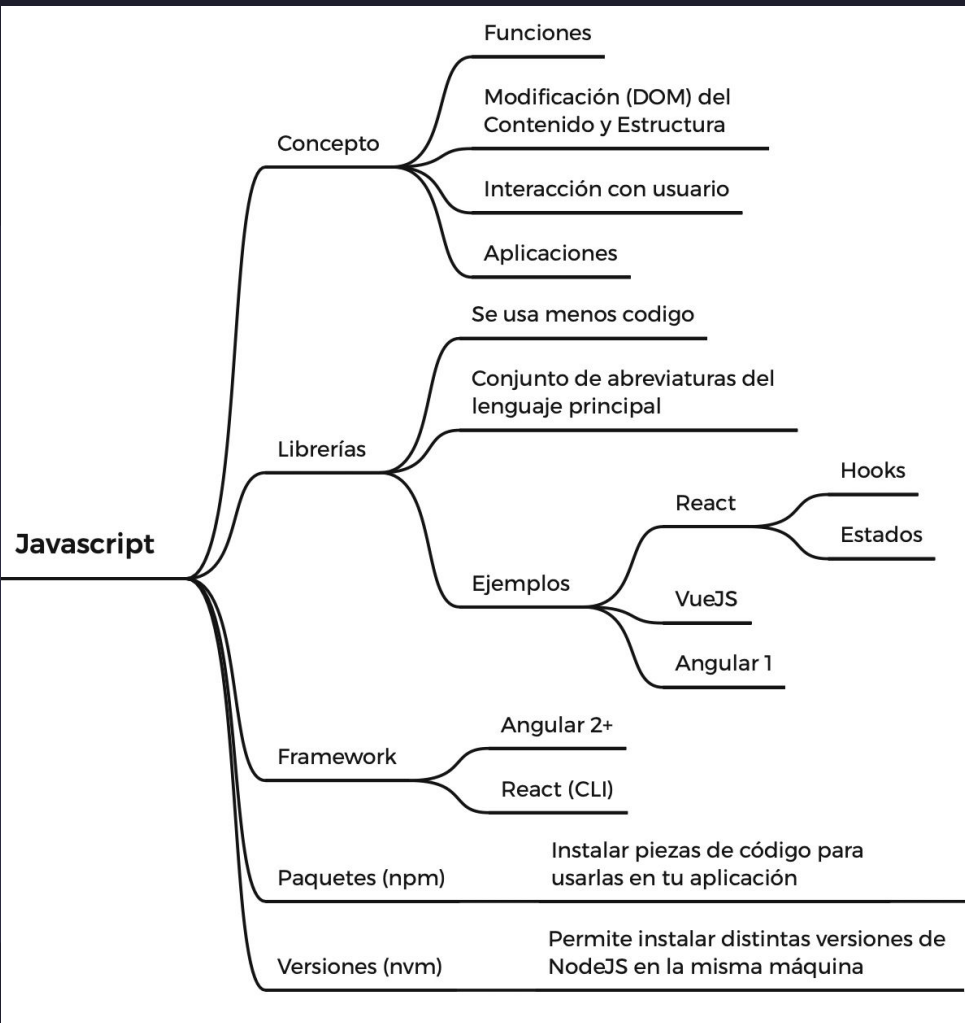 Funciones
Modificación (DOM) del
Contenido y Estructura
Concepto
Interacción con usuario
Aplicaciones
Se usa menos codigo
Conjunto de abreviaturas del
lenguaje principal
Librerías
Hooks
React
Estados
Javascript
Ejemplos
VueJS
Angular 1
Angular 2+
Framework
React (CLI)
Instalar piezas de código para
usarlas en tu aplicación
Paquetes (npm)
Permite instalar distintas versiones de
NodeJS en la misma máquina
Versiones (nvm)